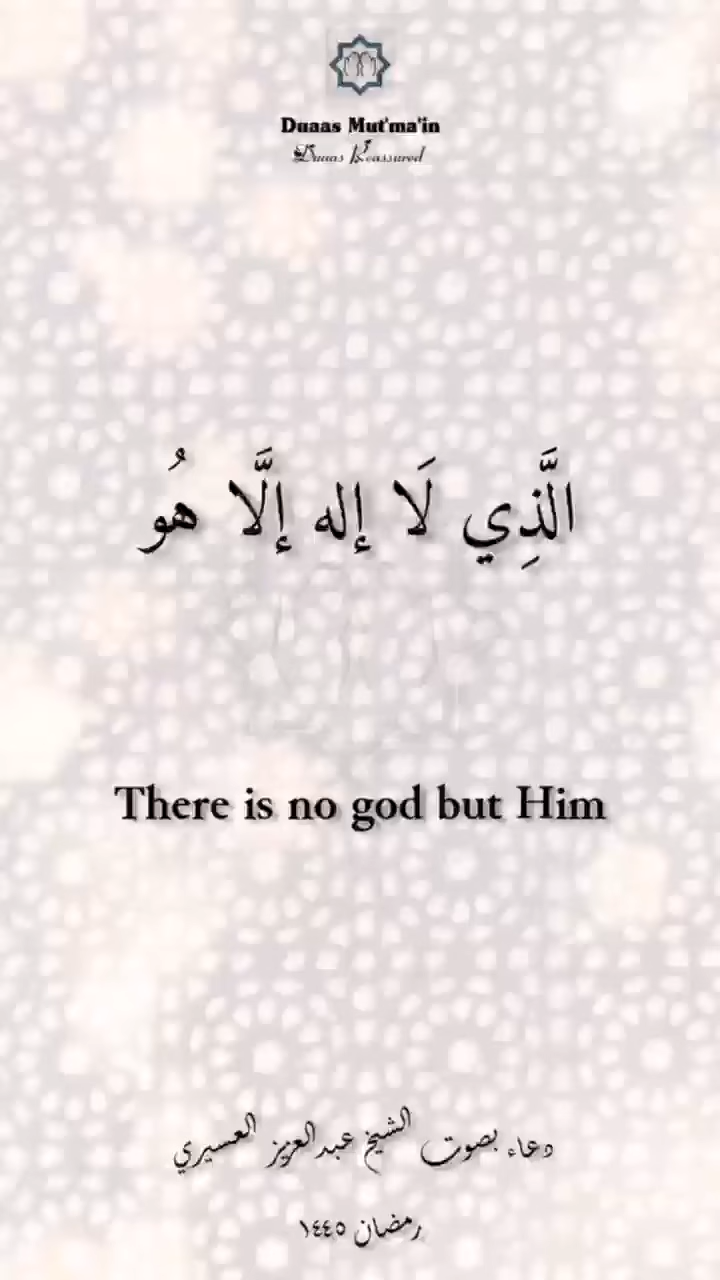 Duaas Mut'ma'in
Duaas Reassured
الَّذِي لَا إله إلَّا هُو
There is no god but Him
دعاء بصوت الشيخ عبدالعزيز العسيري
رمضان ١٤٤٥